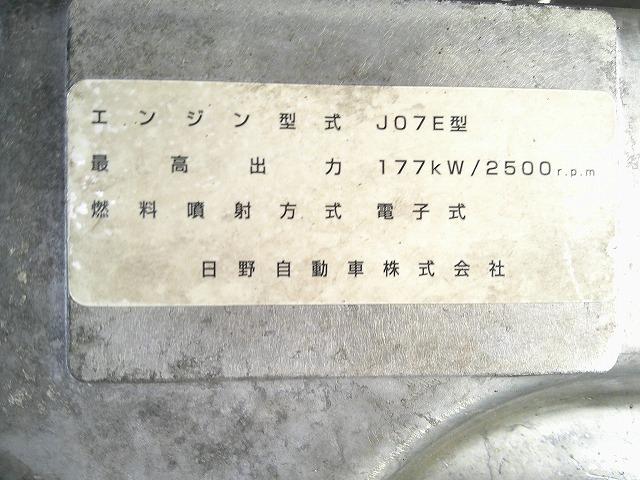 エンジン型式 J07E型
最高出力 177kW/2500r.p.m
燃料噴射方式 電子式
日野自動車株式会社